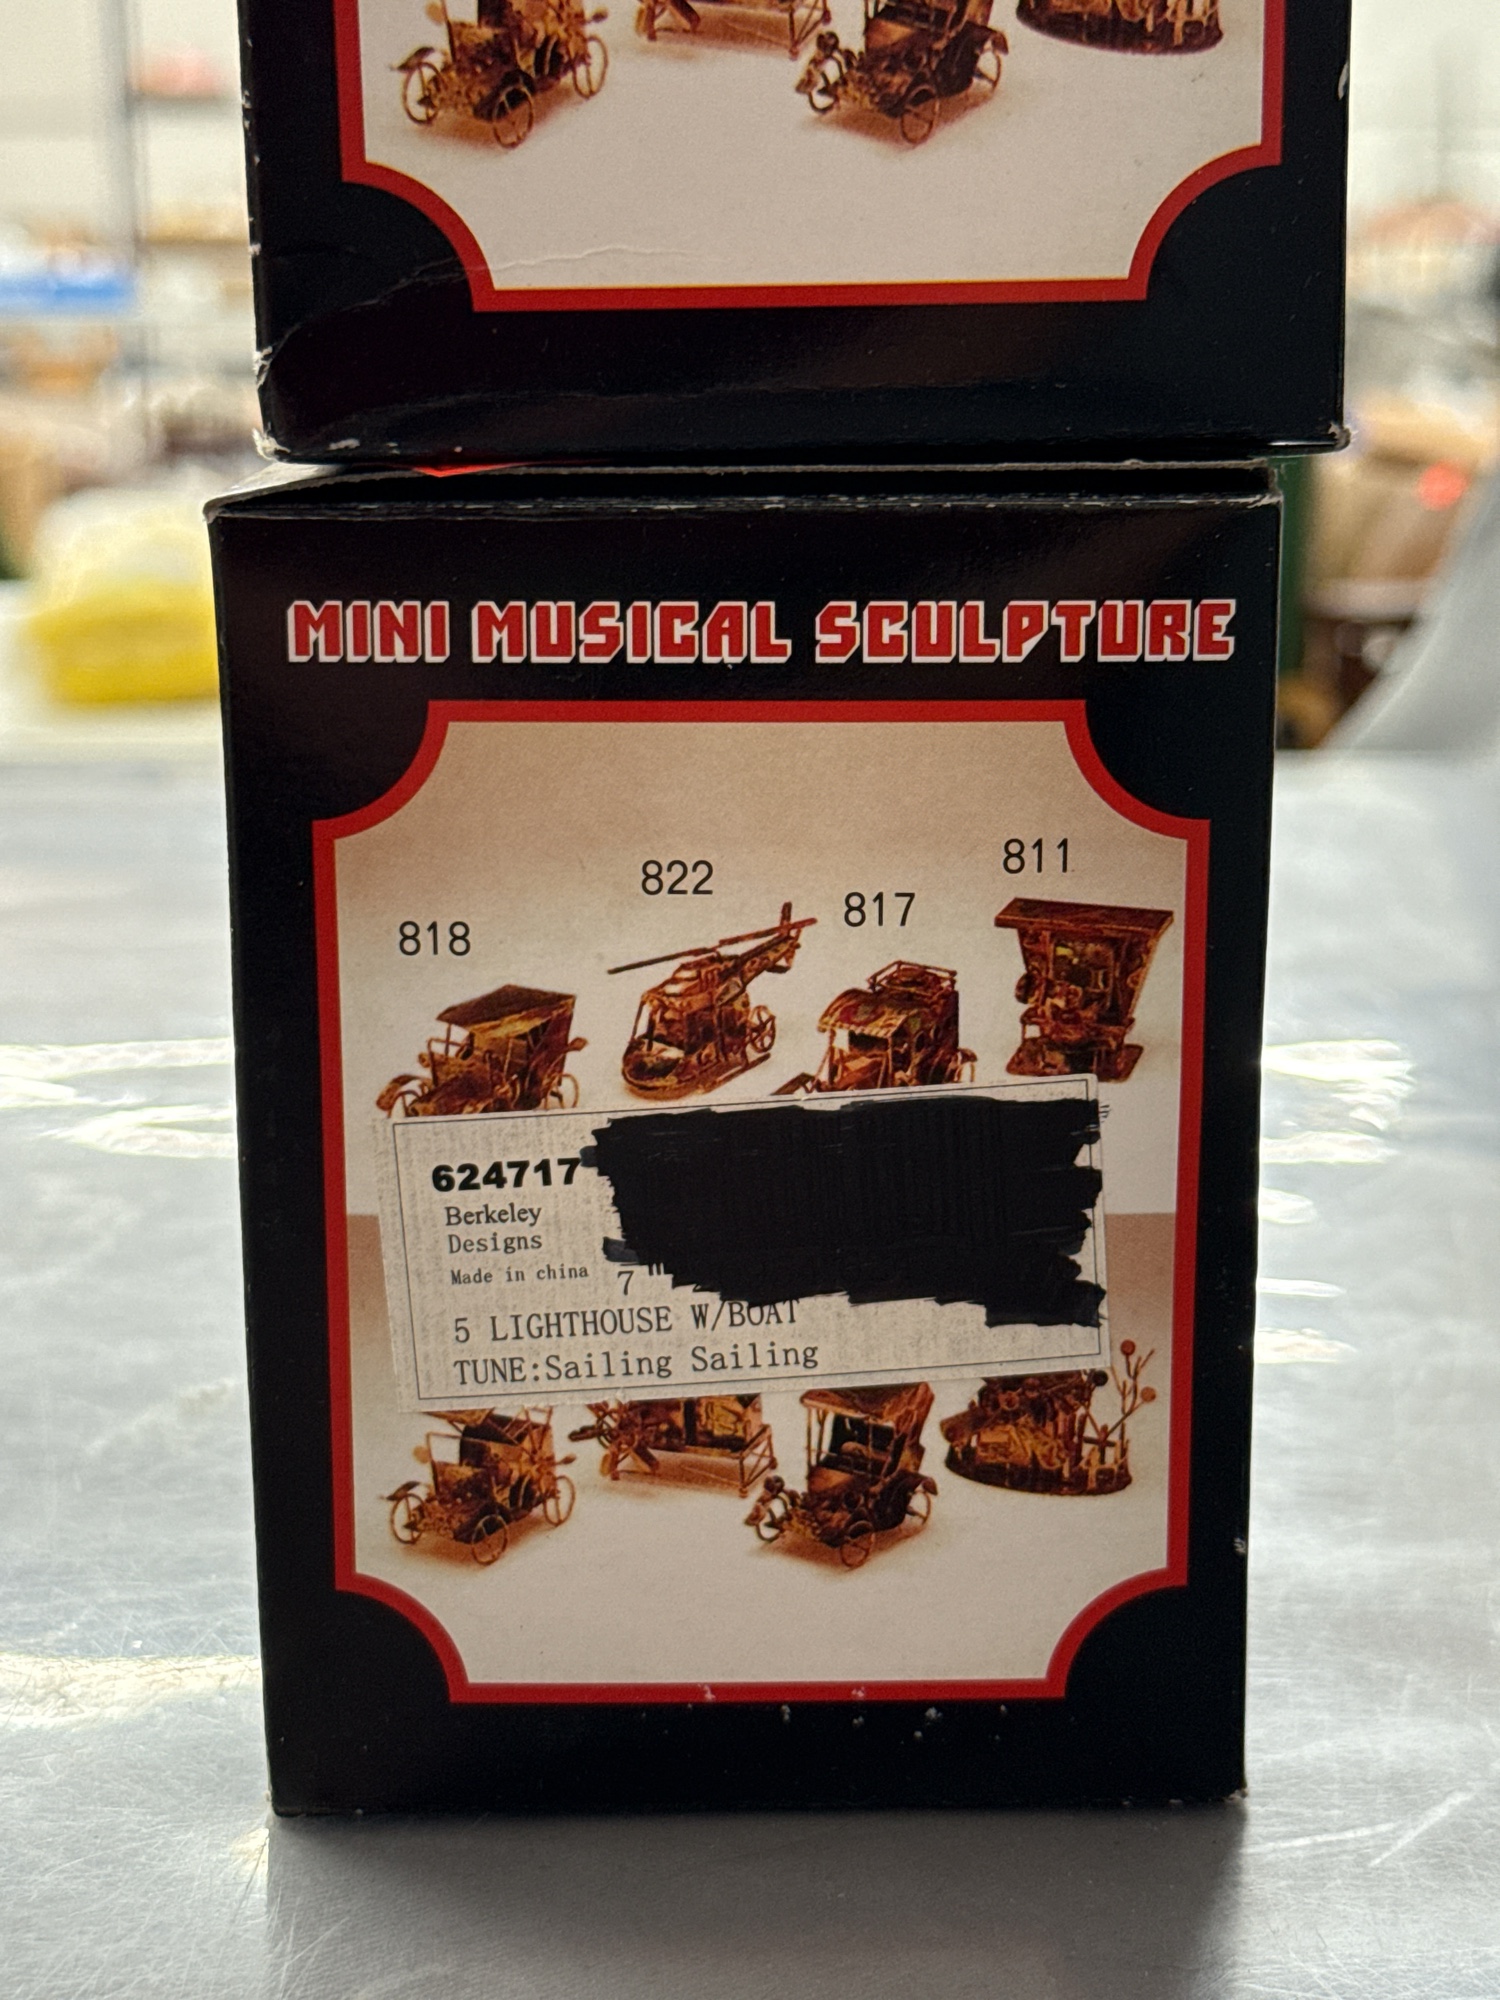 MINI MUSICAL SCULPTURE
811
822
817
818
624717
Berkeley
Designs
Made in china 7"
5 LIGHTHOUSE W/BOAT
TUNE:Sailing Sailing